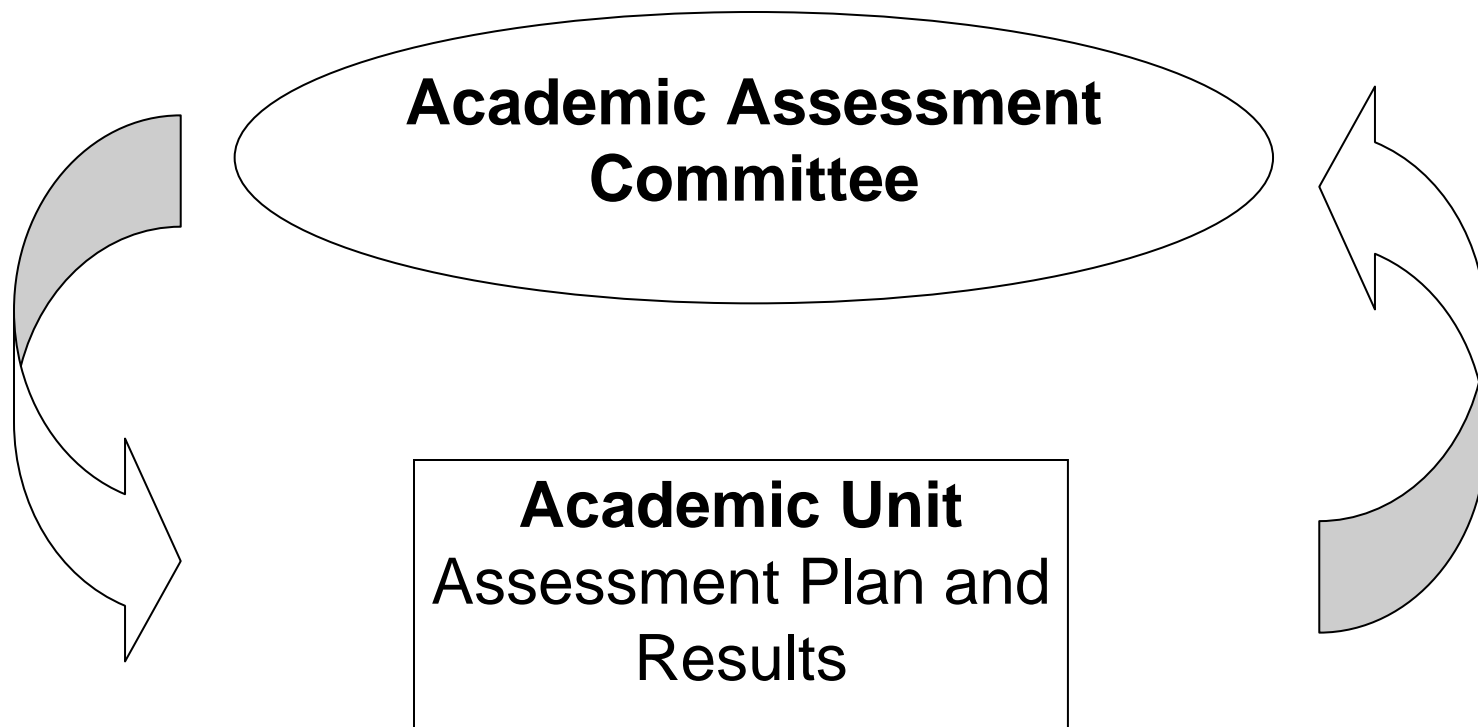 Academic Assessment
Committee
Academic Unit
Assessment Plan and
Results